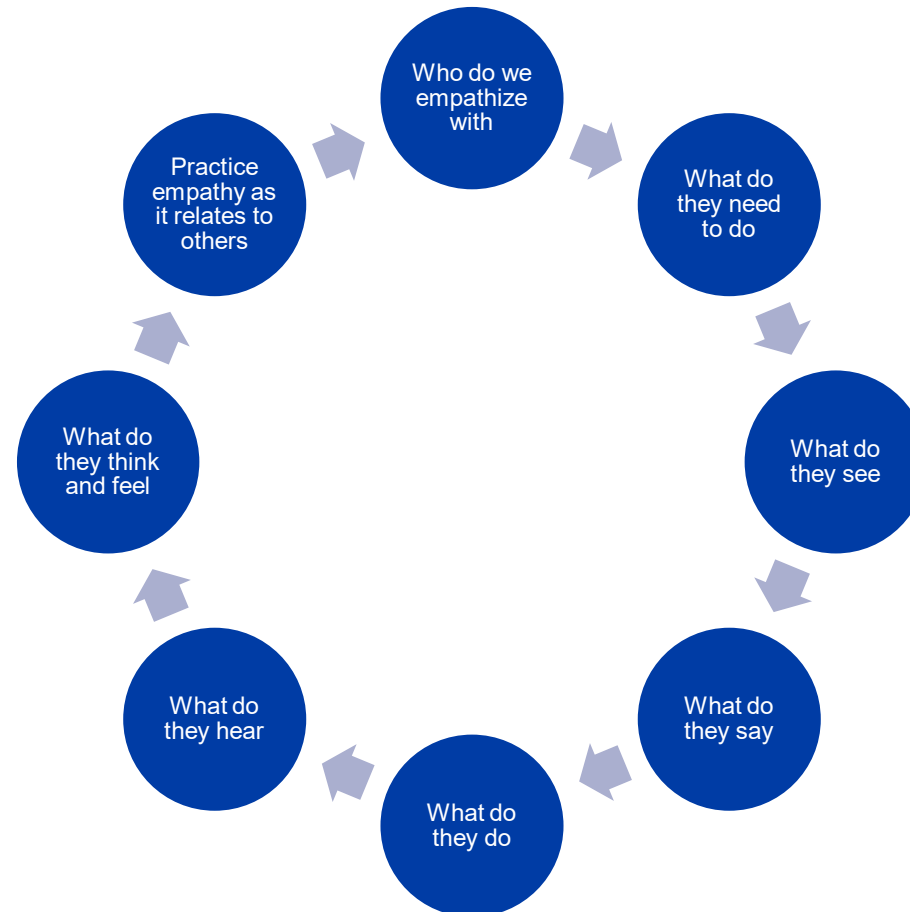 Who do we
empathize
with
What do
they need
to do
What do
they see
What do
they say
What do
they do
What do
they hear
What do
they think
and feel
Practice
empathy as
it relates to
others